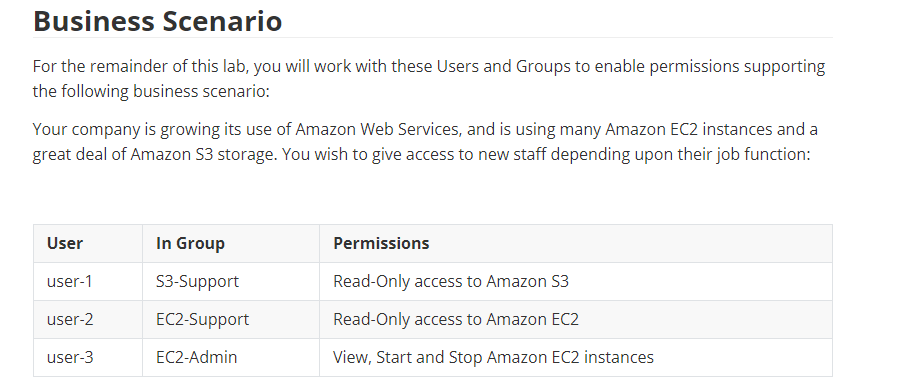 Business Scenario
For the remainder of this lab, you will work with these Users and Groups to enable permissions supporting
the following business scenario:
Your company is growing its use of Amazon Web Services, and is using many Amazon EC2 instances and a
great deal of Amazon S3 storage. You wish to give access to new staff depending upon their job function:
User In Group Permissions
user-1 S3-Support Read-Only access to Amazon S3
user-2 EC2-Support Read-Only access to Amazon EC2
user-3 EC2-Admin View, Start and Stop Amazon EC2 instances